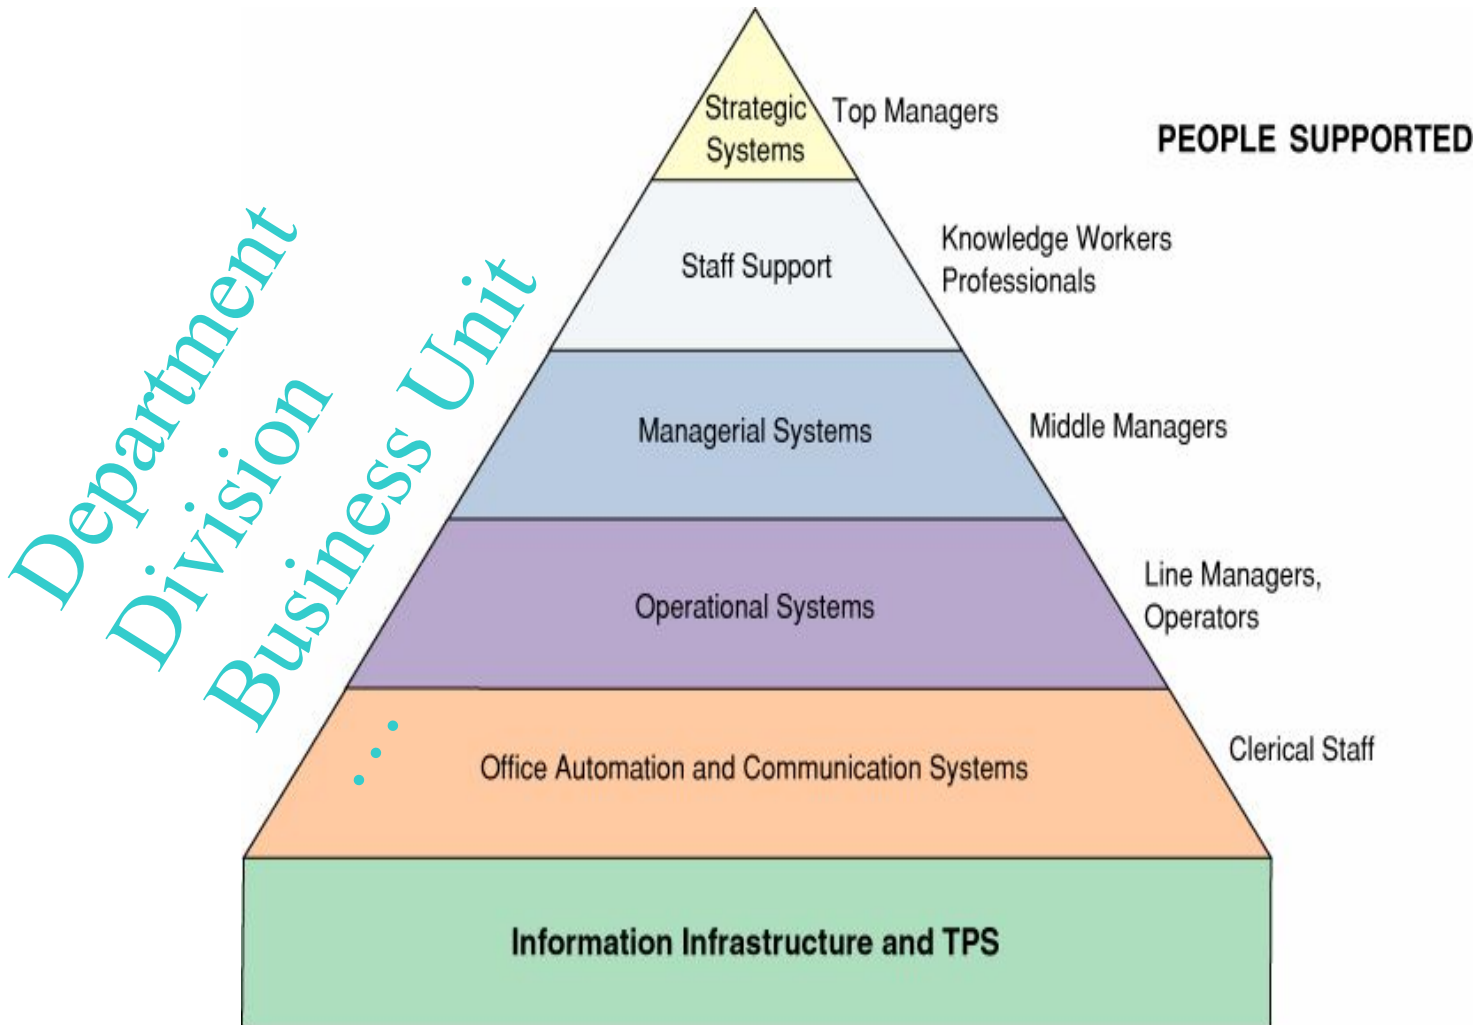 Strategic
Systems
Top Managers
PEOPLE SUPPORTED
Staff Support
Knowledge Workers
Professionals
Managerial Systems
Middle Managers
Operational Systems
Line Managers,
Operators
Office Automation and Communication Systems
Clerical Staff
Information Infrastructure and TPS
Department
Division
Business Unit
...